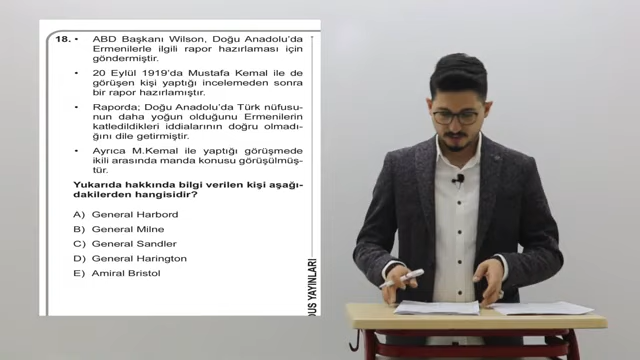 18. • ABD Başkanı Wilson, Doğu Anadolu'da
Ermenilerle ilgili rapor hazırlaması için
göndermiştir.
• 20 Eylül 1919'da Mustafa Kemal ile de
görüşen kişi yaptığı incelemeden sonra
bir rapor hazırlamıştır.
• Raporda; Doğu Anadolu'da Türk nüfusu-
nun daha yoğun olduğunu Ermenilerin
katledildikleri iddialarının doğru olmadı-
ğını dile getirmiştir.
• Ayrıca M.Kemal ile yaptığı görüşmede
ikili arasında manda konusu görüşülmüş-
tür.
Yukarıda hakkında bilgi verilen kişi aşağı-
dakilerden hangisidir?
A) General Harbord
B) General Milne
C) General Sandler
D) General Harington
E) Amiral Bristol
YAYINLARI